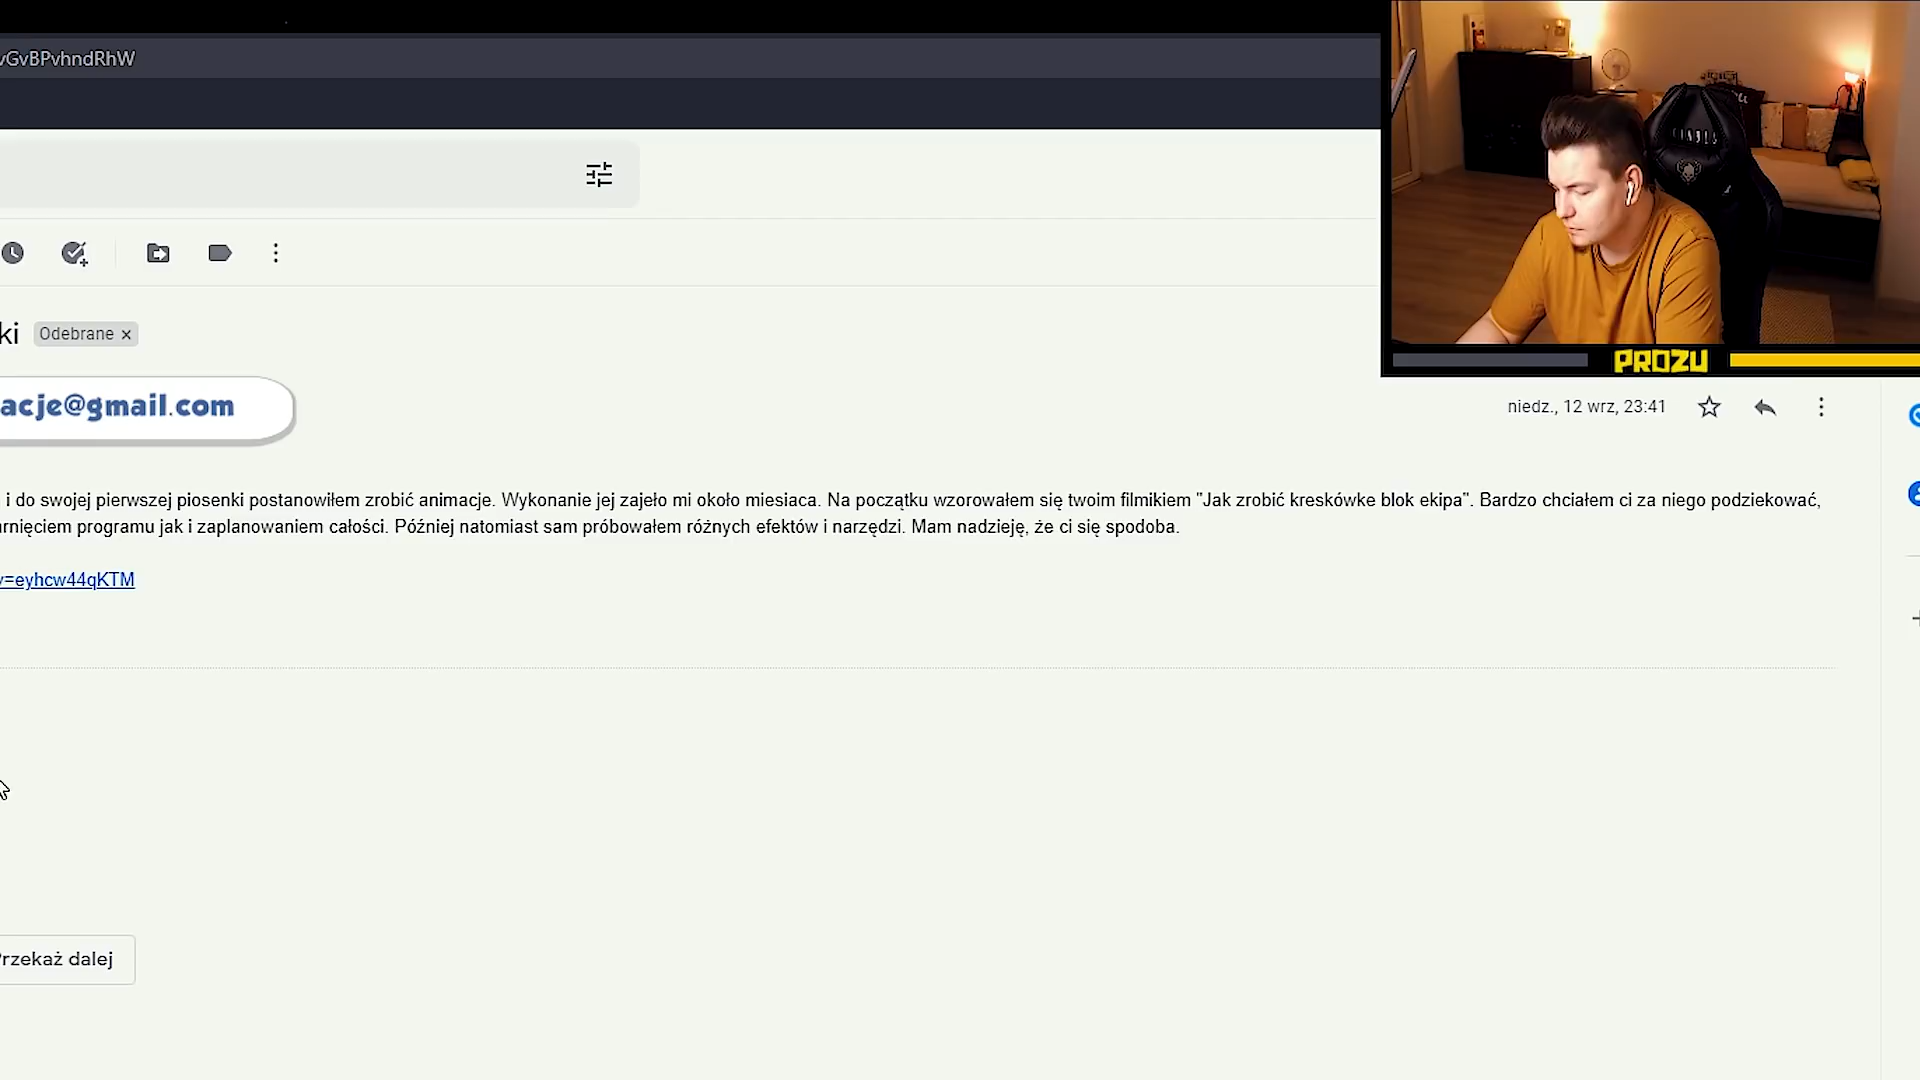 vGvBPvhndRhW
ki Odebrane
acje@gmail.com
niedz., 12 wrz, 23:41
i do swojej pierwszej piosenki postanowiłem zrobić animacje. Wykonanie jej zajeło mi około miesiaca. Na początku wzorowałem się twoim filmikiem "Jak zrobić kreskówke blok ekipa". Bardzo chciałem ci za niego podziekować,
arnięciem programu jak i zaplanowaniem całości. Później natomiast sam próbowałem różnych efektów i narzędzi. Mam nadzieję, że ci się spodoba.
v=eyhcw44qKTM
Przekaż dalej
PROZU